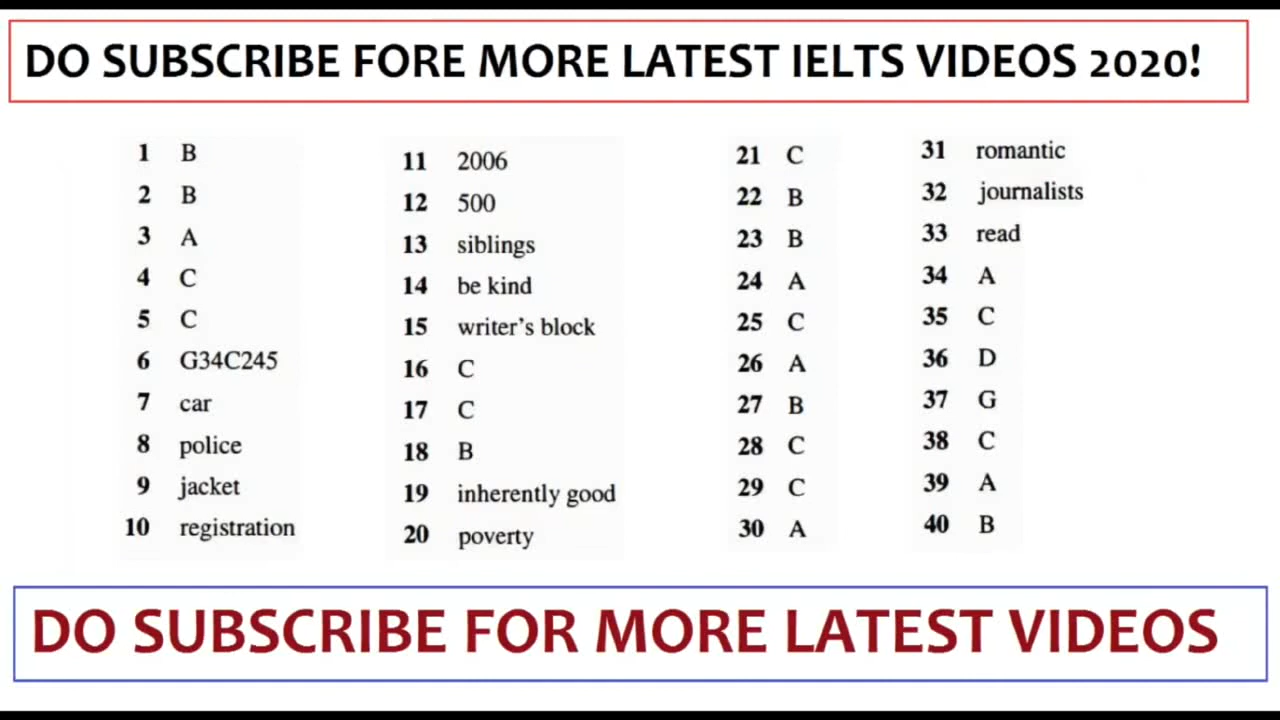 DO SUBSCRIBE FORE MORE LATEST IELTS VIDEOS 2020!
1 B
2 B
3 A
4 C
5 C
6 G34C245
7 car
8 police
9 jacket
10 registration
11 2006
12 500
13 siblings
14 be kind
15 writer's block
16 C
17 C
18 B
19 inherently good
20 poverty
21 C
22 B
23 B
24 A
25 C
26 A
27 B
28 C
29 C
30 A
31 romantic
32 journalists
33 read
34 A
35 C
36 D
37 G
38 C
39 A
40 B
DO SUBSCRIBE FOR MORE LATEST VIDEOS